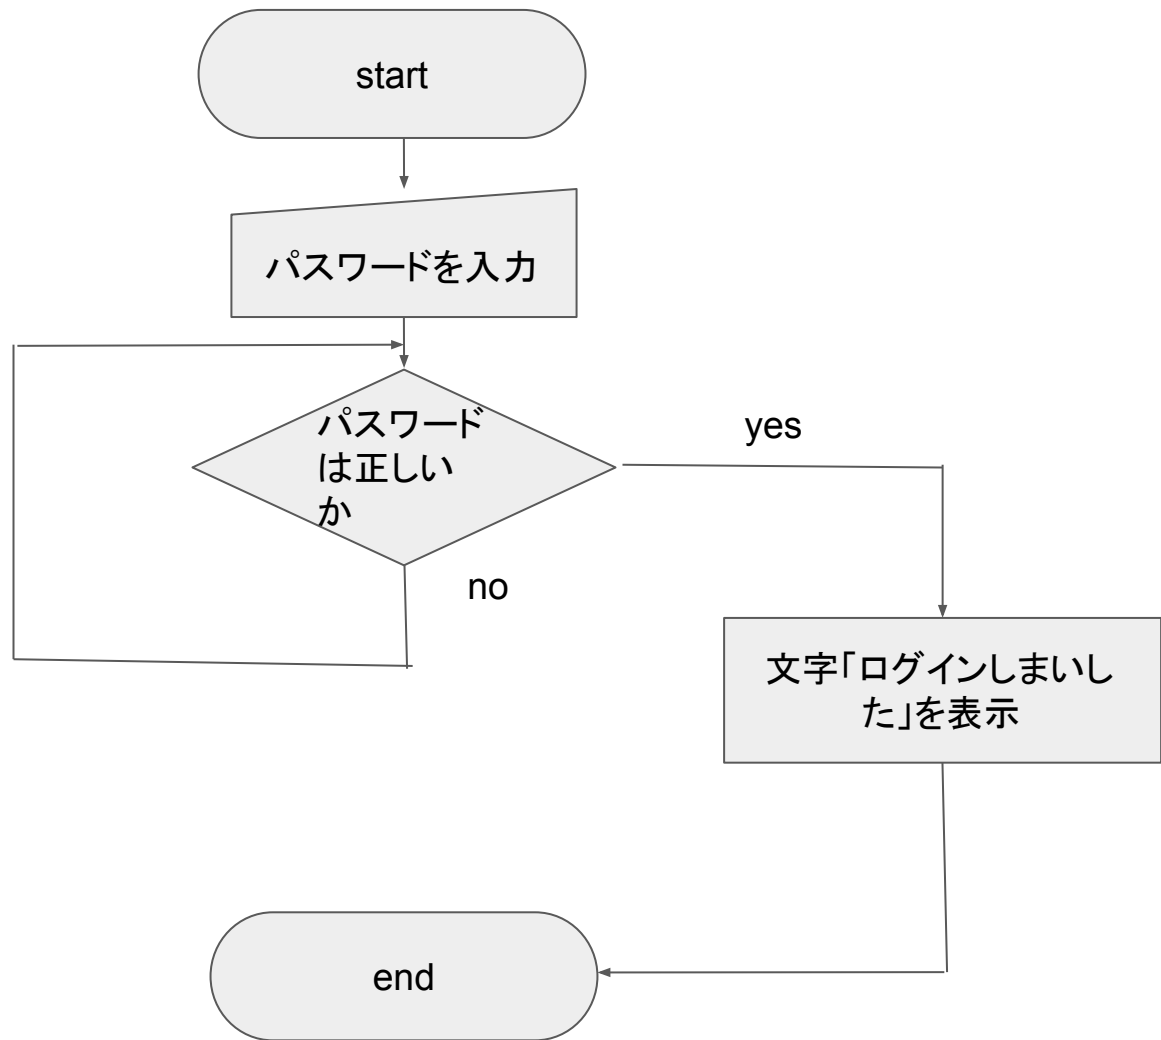 start
パスワードを入力
パスワード
は正しい
か
yes
no
文字「ログインしまいし
た」を表示
end